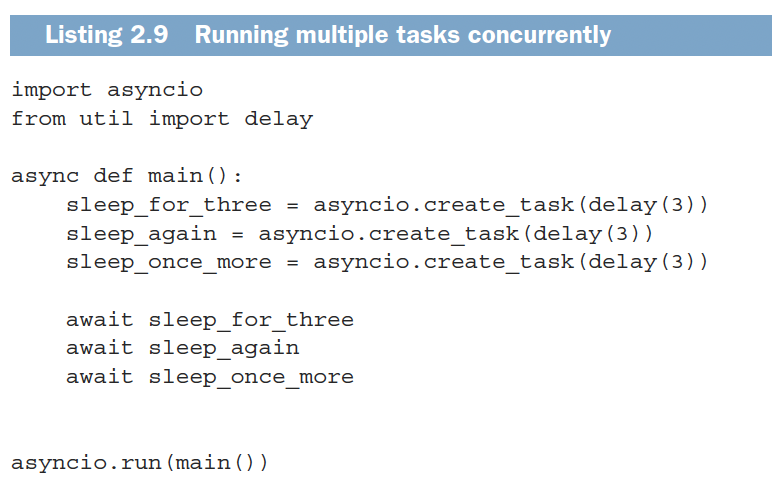 Listing 2.9 Running multiple tasks concurrently
import asyncio
from util import delay
async def main():
    sleep_for_three = asyncio.create_task(delay(3))
    sleep_again = asyncio.create_task(delay(3))
    sleep_once_more = asyncio.create_task(delay(3))
    await sleep_for_three
    await sleep_again
    await sleep_once_more
asyncio.run(main())